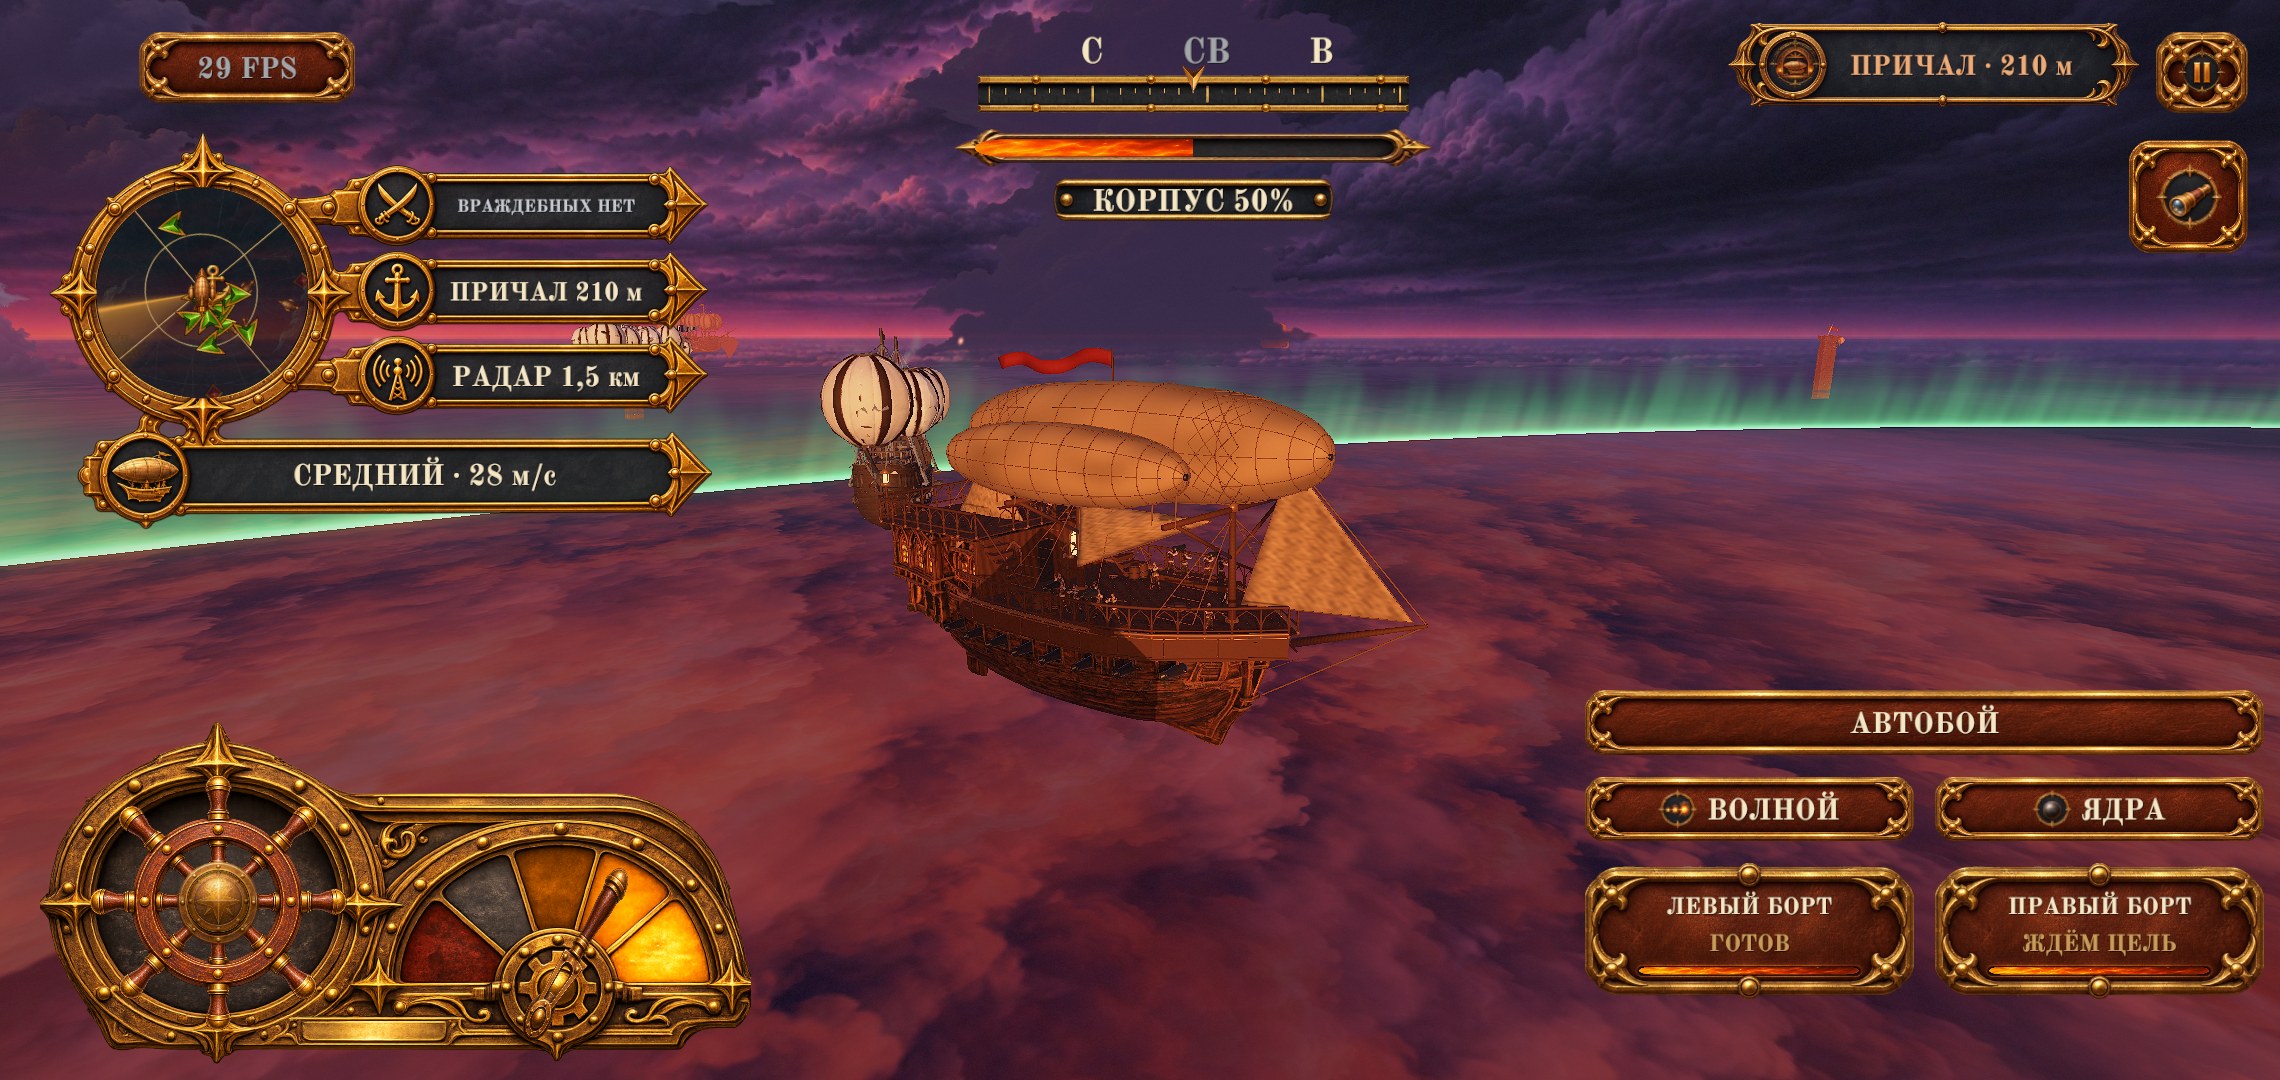 29 FPS
С СВ В
КОРПУС 50%
ПРИЧАЛ · 210 м
ВРАЖДЕБНЫХ НЕТ
ПРИЧАЛ 210 м
РАДАР 1,5 км
СРЕДНИЙ · 28 м/с
АВТОБОЙ
ВОЛНОЙ
ЯДРА
ЛЕВЫЙ БОРТ
ГОТОВ
ПРАВЫЙ БОРТ
ЖДЁМ ЦЕЛЬ